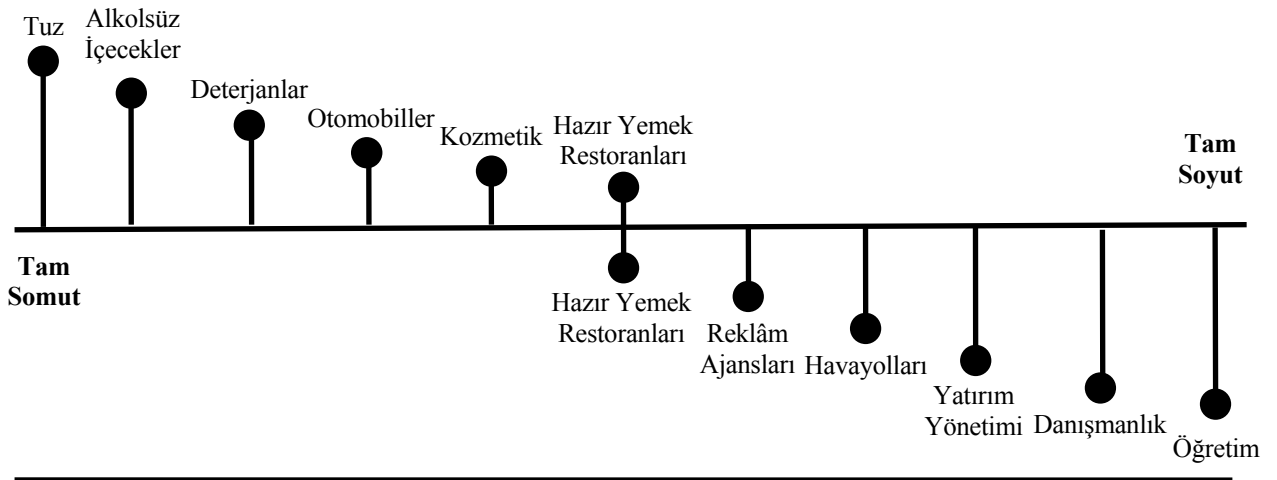 Tuz
Alkolsüz
İçecekler
Deterjanlar
Otomobiller
Kozmetik
Hazır Yemek
Restoranları
Tam
Soyut
Tam
Somut
Hazır Yemek
Restoranları
Reklâm
Ajansları
Havayolları
Yatırım
Yönetimi
Danışmanlık
Öğretim